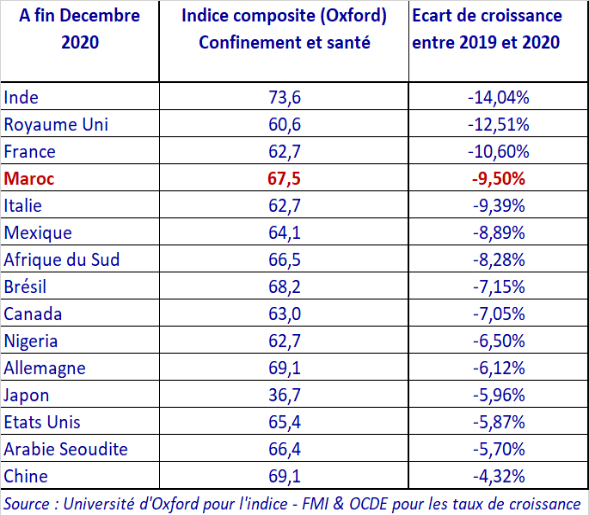 A fin Decembre 2020 Indice composite (Oxford) Confinement et santé Ecart de croissance entre 2019 et 2020
Inde 73,6 -14,04%
Royaume Uni 60,6 -12,51%
France 62,7 -10,60%
Maroc 67,5 -9,50%
Italie 62,7 -9,39%
Mexique 64,1 -8,89%
Afrique du Sud 66,5 -8,28%
Brésil 68,2 -7,15%
Canada 63,0 -7,05%
Nigeria 62,7 -6,50%
Allemagne 69,1 -6,12%
Japon 36,7 -5,96%
Etats Unis 65,4 -5,87%
Arabie Seoudite 66,4 -5,70%
Chine 69,1 -4,32%
Source : Université d'Oxford pour l'indice - FMI & OCDE pour les taux de croissance